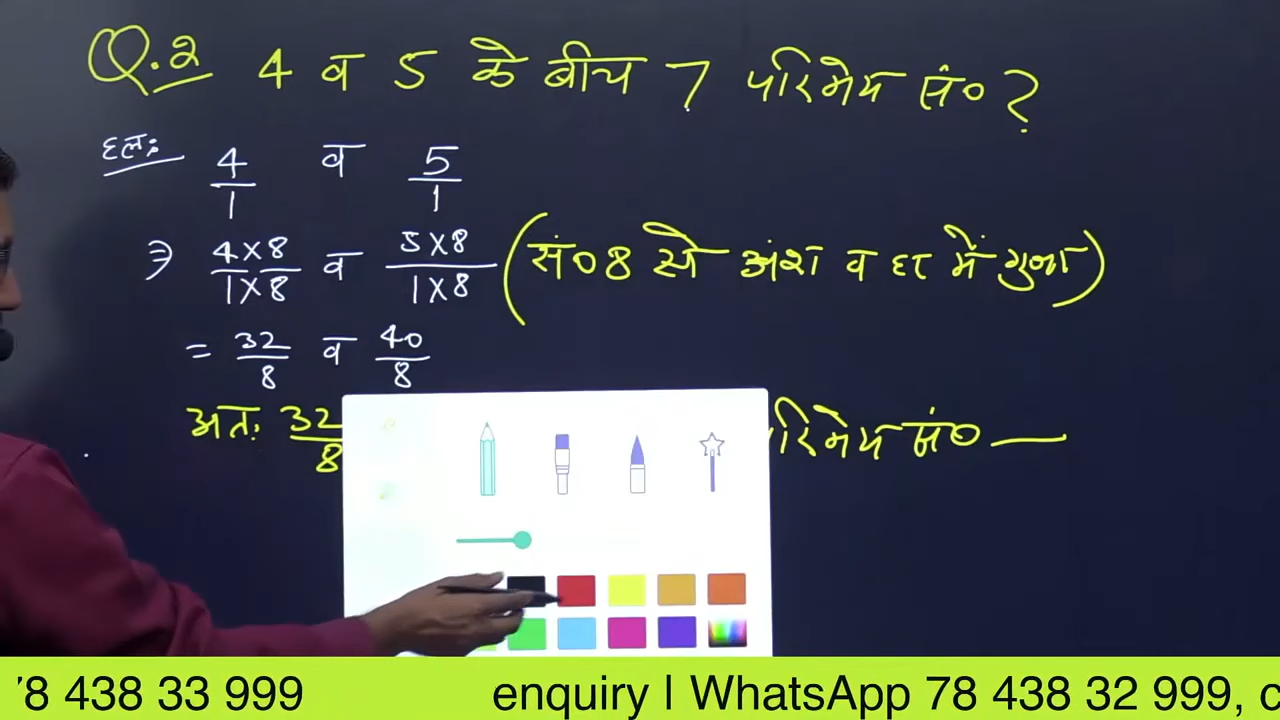 Q.2 4 व 5 के बीच 7 परिमेय सं० ?
हलः 4/1 व 5/1
⇒ 4×8/1×8 व 5×8/1×8 (सं० 8 से अंश व हर में गुणा)
= 32/8 व 40/8
अतः 32/8 परिमेय सं० —
78 438 33 999 enquiry | WhatsApp 78 438 32 999, c